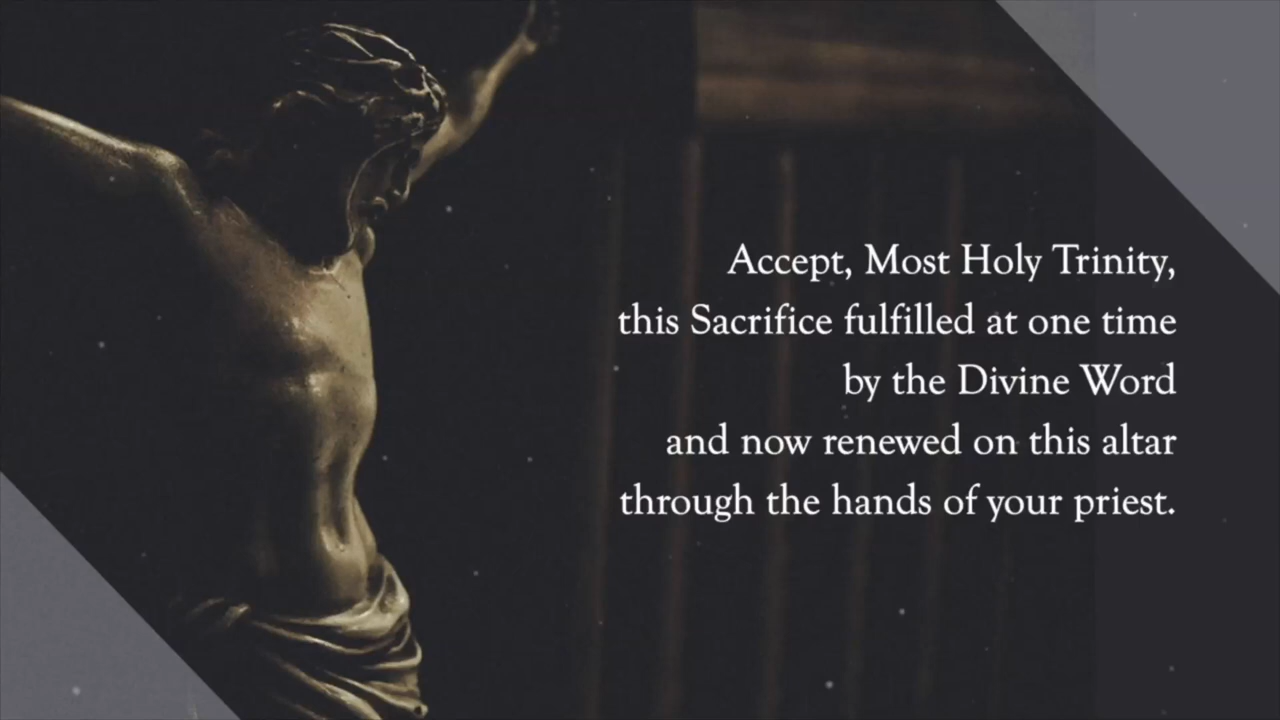 Accept, Most Holy Trinity,
this Sacrifice fulfilled at one time
by the Divine Word
and now renewed on this altar
through the hands of your priest.